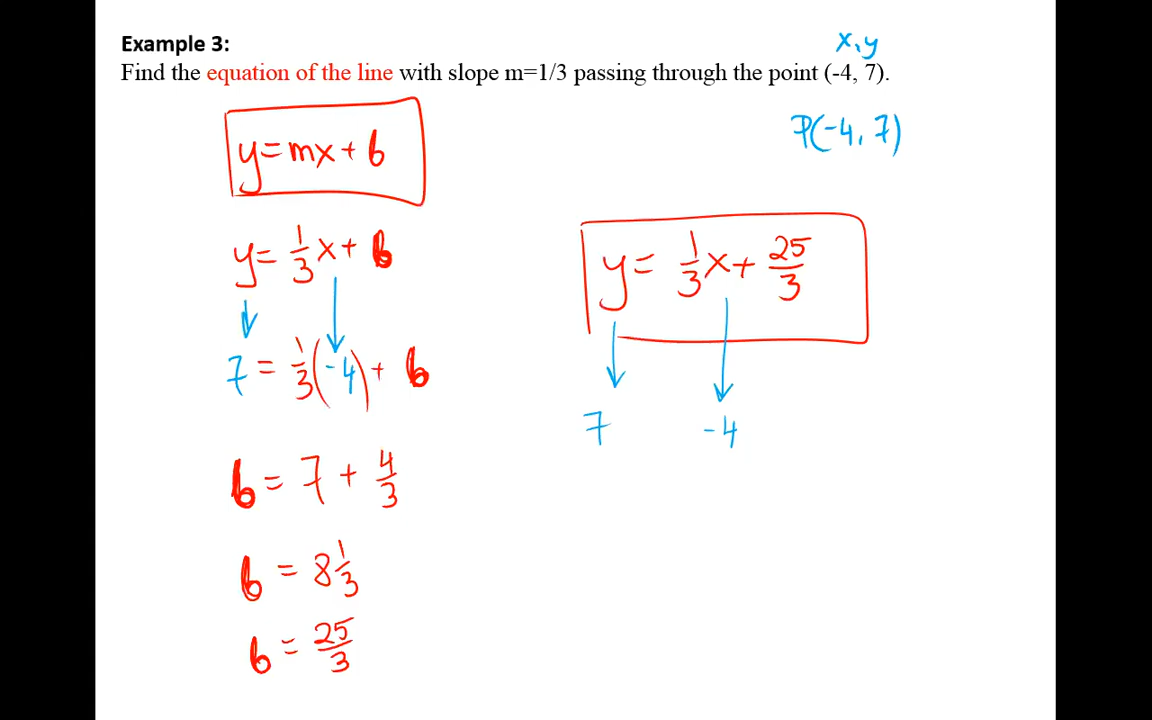 Example 3:
x, y
Find the equation of the line with slope m=1/3 passing through the point (-4, 7).
P(-4, 7)
y = mx + b
y = 1/3 x + b
7 = 1/3 (-4) + b
b = 7 + 4/3
b = 8 1/3
b = 25/3
y = 1/3 x + 25/3
7 -4